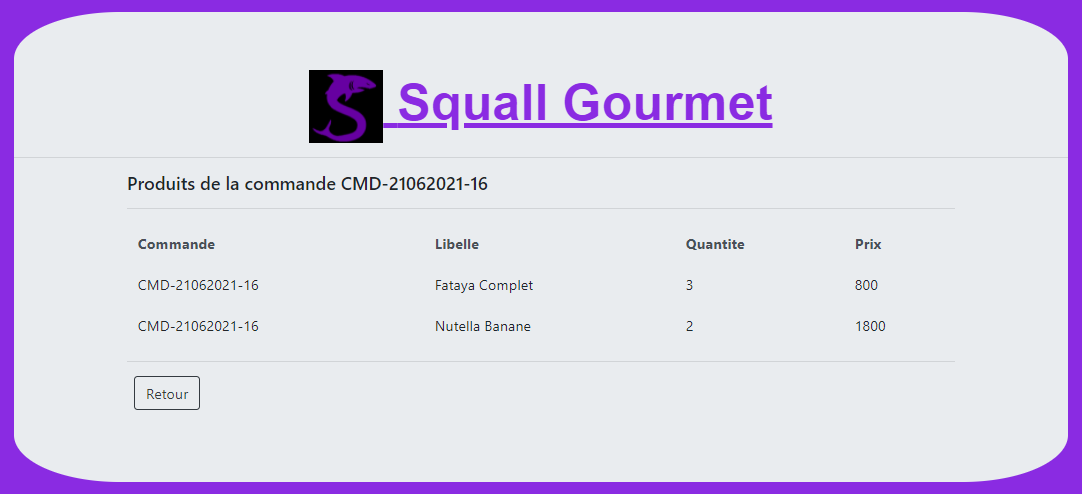 Squall Gourmet
Produits de la commande CMD-21062021-16
Commande Libelle Quantite Prix
CMD-21062021-16 Fataya Complet 3 800
CMD-21062021-16 Nutella Banane 2 1800
Retour